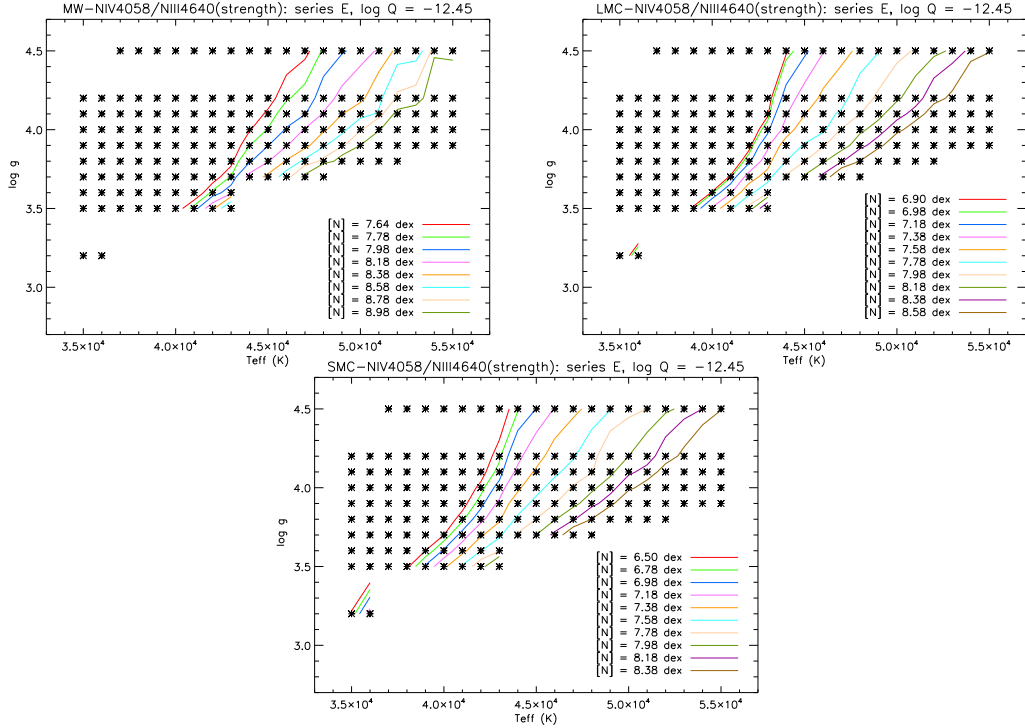 MW-NIV4058/NIII4640(strength): series E, log Q = -12.45
4.5
4.0
3.5
3.0
log g
3.5×10⁴
4.0×10⁴
4.5×10⁴
5.0×10⁴
Teff (K)
[N] = 7.64 dex
[N] = 7.78 dex
[N] = 7.98 dex
[N] = 8.18 dex
[N] = 8.38 dex
[N] = 8.58 dex
[N] = 8.78 dex
[N] = 8.98 dex
LMC-NIV4058/NIII4640(strength): series E, log Q = -12.45
4.5
4.0
3.5
3.0
log g
3.5×10⁴
4.0×10⁴
4.5×10⁴
5.0×10⁴
5.5×10⁴
Teff (K)
[N] = 6.90 dex
[N] = 6.98 dex
[N] = 7.18 dex
[N] = 7.38 dex
[N] = 7.58 dex
[N] = 7.78 dex
[N] = 7.98 dex
[N] = 8.18 dex
[N] = 8.38 dex
[N] = 8.58 dex
SMC-NIV4058/NIII4640(strength): series E, log Q = -12.45
4.5
4.0
3.5
3.0
log g
3.5×10⁴
4.0×10⁴
4.5×10⁴
5.0×10⁴
5.5×10⁴
Teff (K)
[N] = 6.50 dex
[N] = 6.78 dex
[N] = 6.98 dex
[N] = 7.18 dex
[N] = 7.38 dex
[N] = 7.58 dex
[N] = 7.78 dex
[N] = 7.98 dex
[N] = 8.18 dex
[N] = 8.38 dex